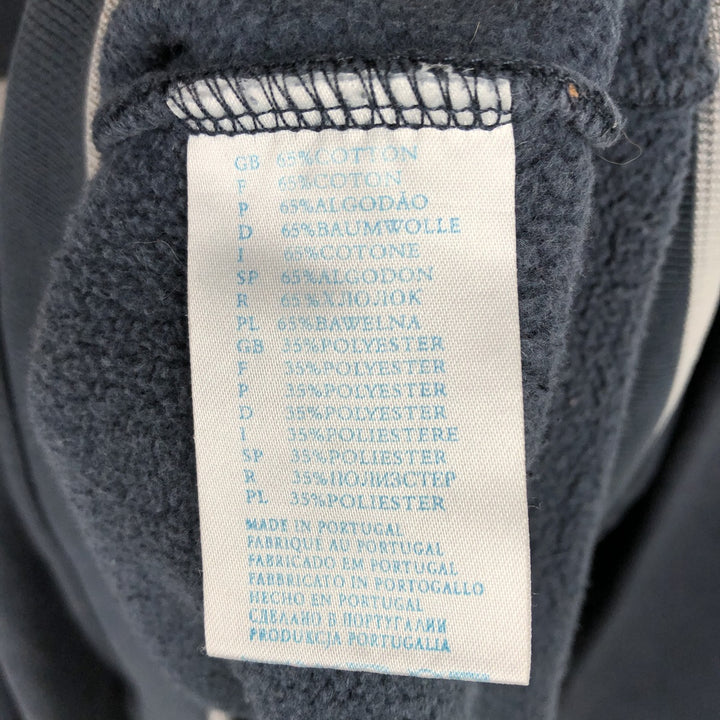 GB 65%COTTON
F 65%COTON
P 65%ALGODÃO
D 65%BAUMWOLLE
I 65%COTONE
SP 65%ALGODON
R 65%ХЛОЛОК
PL 65%BAWELNA
GB 35%POLYESTER
F 35%POLYESTER
P 35%POLYESTER
D 35%POLYESTER
I 35%POLIESTERE
SP 35%POLIESTER
R 35%ПОЛИЗСТЕР
PL 35%POLIESTER
MADE IN PORTUGAL
FABRIQUE AU PORTUGAL
FABRICADO EM PORTUGAL
FABBRICATO IN PORTOGALLO
HECHO EN PORTUGAL
СДЕЛАНО В ПОРТУГАЛИИ
PRODUKCJA PORTUGALIA